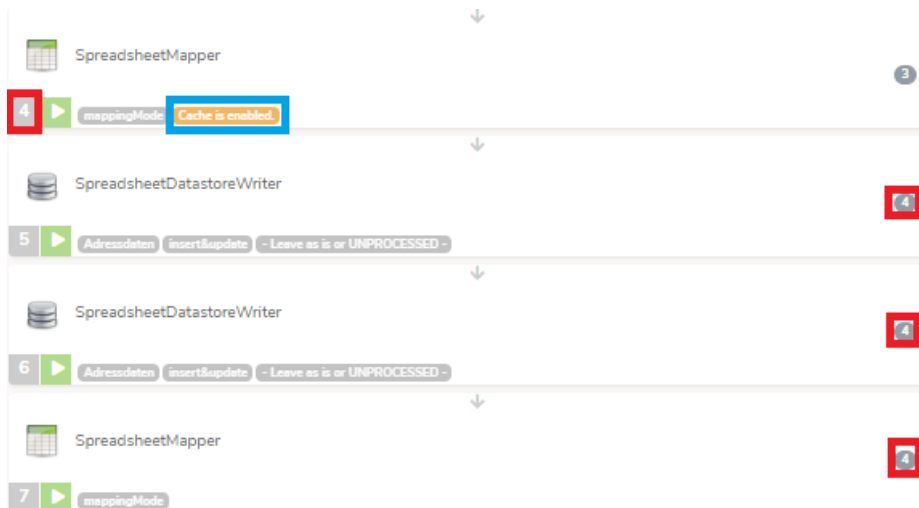 SpreadsheetMapper
3
4 mappingMode Cache is enabled.
SpreadsheetDatastoreWriter
4
5 Adressdaten insert&update - Leave as is or UNPROCESSED -
SpreadsheetDatastoreWriter
4
6 Adressdaten insert&update - Leave as is or UNPROCESSED -
SpreadsheetMapper
4
7 mappingMode